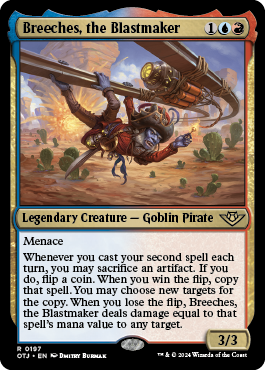 Breeches, the Blastmaker 1
Legendary Creature — Goblin Pirate
Menace
Whenever you cast your second spell each
turn, you may sacrifice an artifact. If you
do, flip a coin. When you win the flip, copy
that spell. You may choose new targets for
the copy. When you lose the flip, Breeches,
the Blastmaker deals damage equal to that
spell's mana value to any target.
3/3
R 0197
OTJ • EN Dmitry Burmak
™ & © 2024 Wizards of the Coast